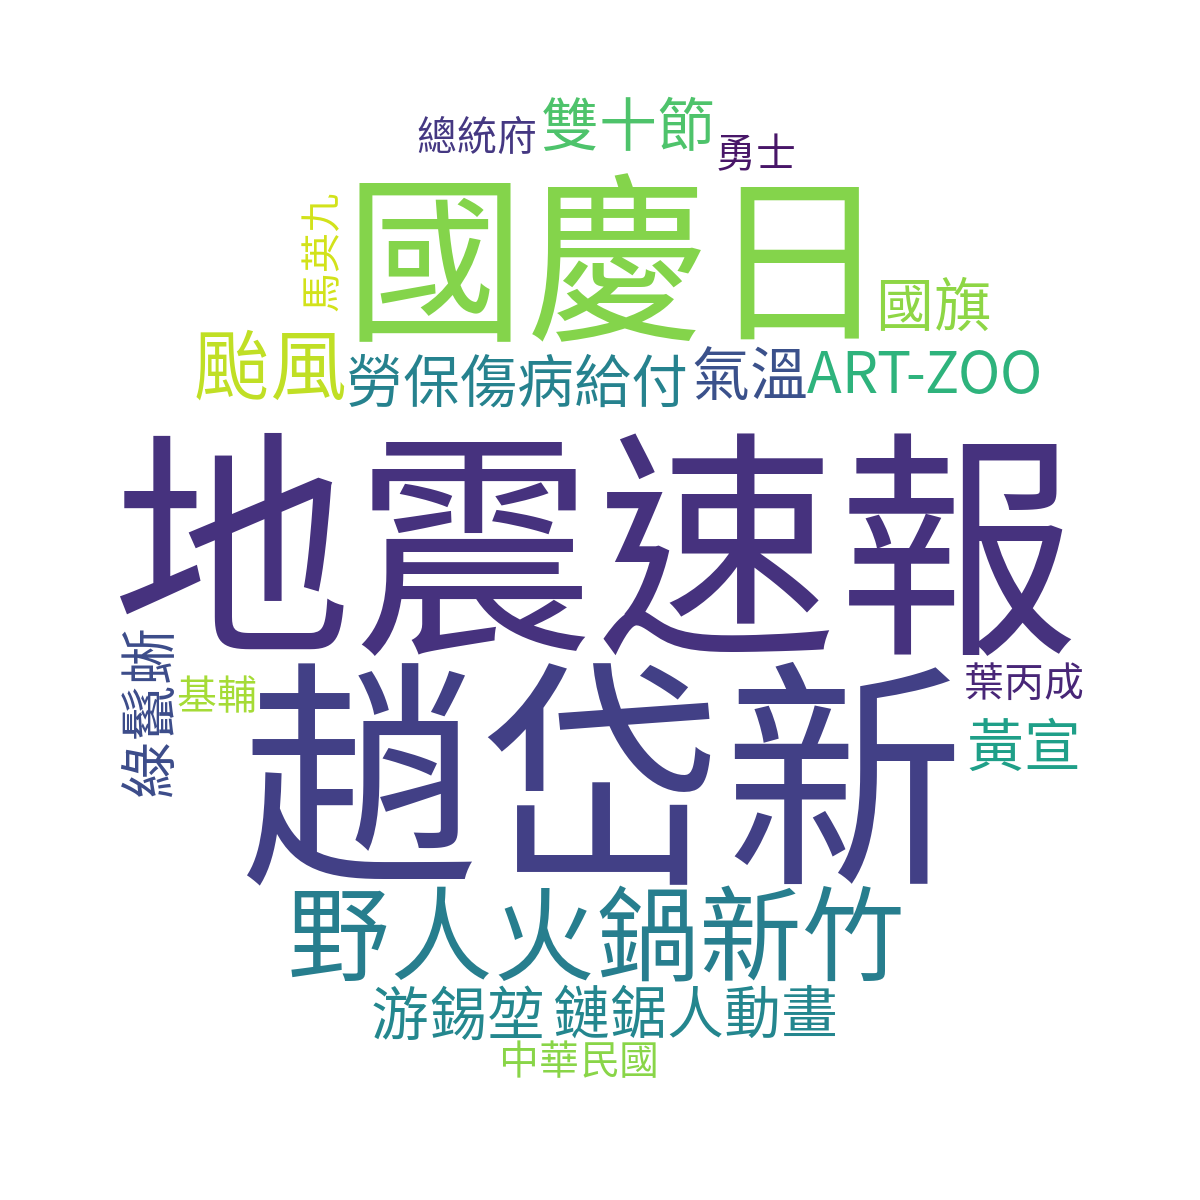 總統府
雙十節
勇士
馬英九
國慶日
國旗
颱風
勞保傷病給付
氣溫
ART-ZOO
地震速報
綠鬣蜥
基輔
趙岱新
葉丙成
黃宣
野人火鍋新竹
游錫堃
鏈鋸人動畫
中華民國